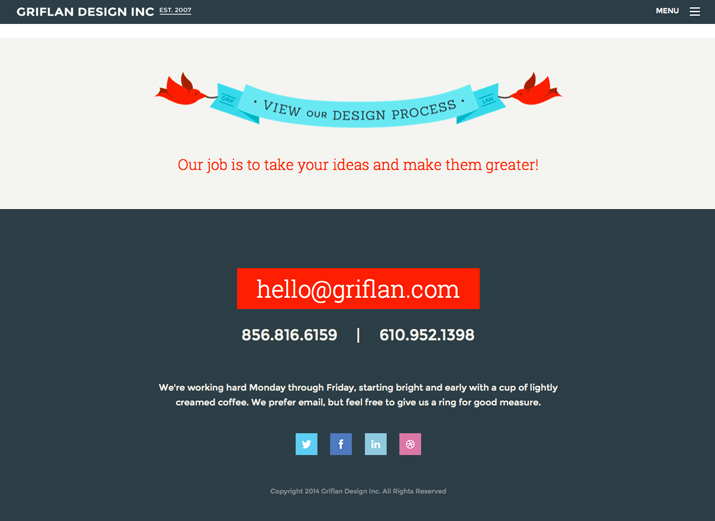 GRIFLAN DESIGN INC EST. 2007
MENU
GRIF
• VIEW OUR DESIGN PROCESS •
LAN
Our job is to take your ideas and make them greater!
hello@griflan.com
856.816.6159 | 610.952.1398
We're working hard Monday through Friday, starting bright and early with a cup of lightly
creamed coffee. We prefer email, but feel free to give us a ring for good measure.
Copyright 2014 Griflan Design Inc. All Rights Reserved